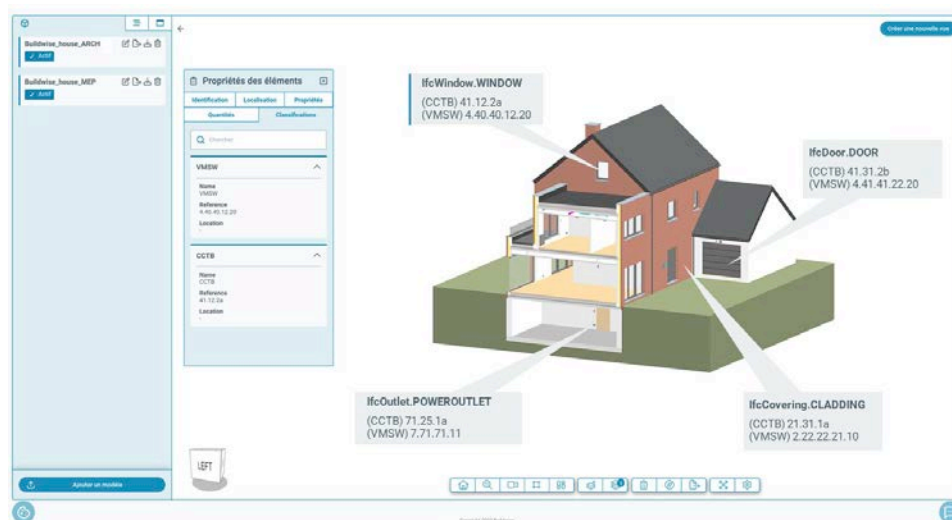 Buildwise_house_ARCH
Actif
Buildwise_house_MEP
Actif
Ajouter un modèle
Créer une nouvelle vue
Propriétés des éléments
Identification
Localisation
Propriétés
Quantités
Classifications
Chercher
VMSW
Name
VMSW
Reference
4.40.40.12.20
Location
-
CCTB
Name
CCTB
Reference
41.12.2a
Location
-
IfcWindow.WINDOW
(CCTB) 41.12.2a
(VMSW) 4.40.40.12.20
IfcDoor.DOOR
(CCTB) 41.31.2b
(VMSW) 4.41.41.22.20
IfcOutlet.POWEROUTLET
(CCTB) 71.25.1a
(VMSW) 7.71.71.11
IfcCovering.CLADDING
(CCTB) 21.31.1a
(VMSW) 2.22.22.21.10
LEFT